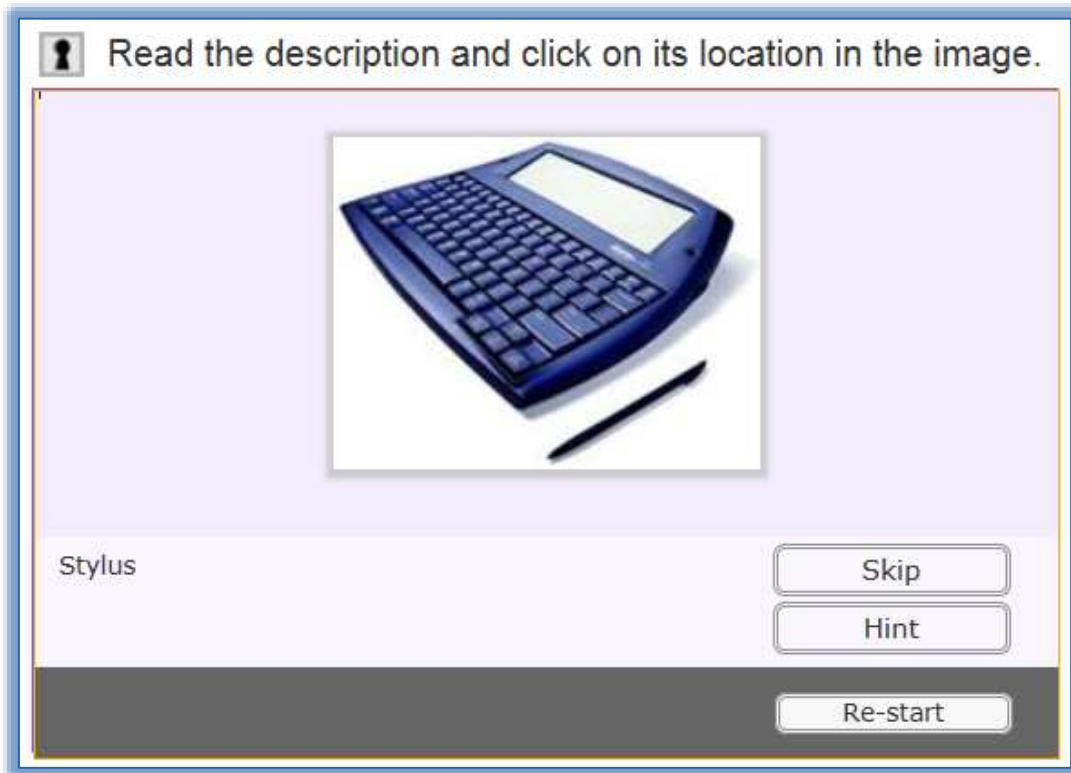 Read the description and click on its location in the image.
Stylus
Skip
Hint
Re-start